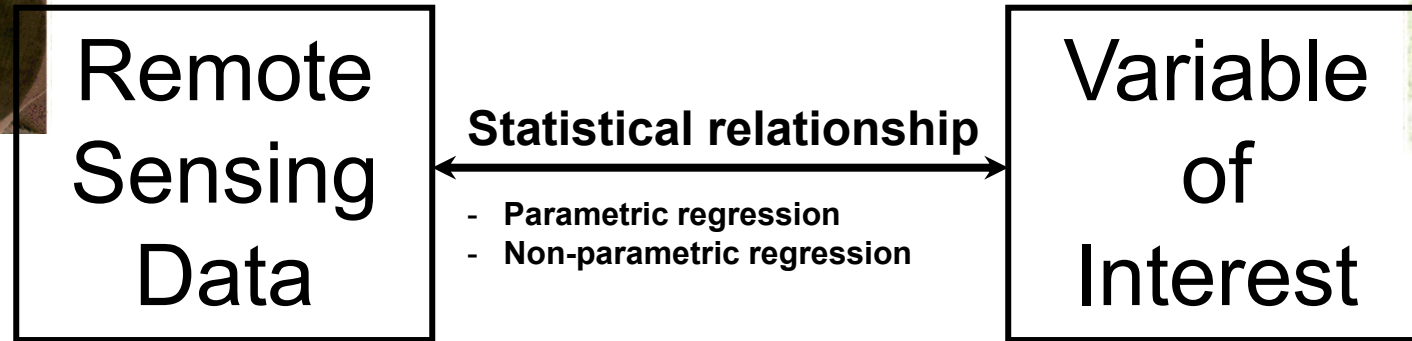 Remote
Sensing
Data
Statistical relationship
- Parametric regression
- Non-parametric regression
Variable
of
Interest